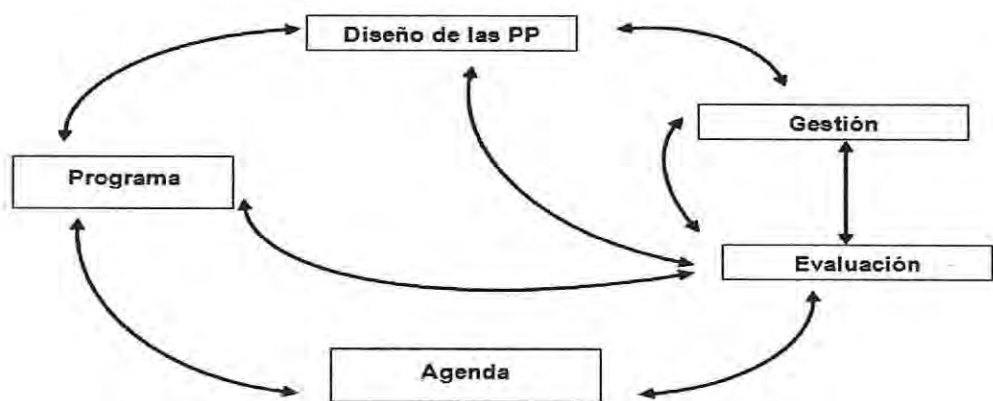 Diseño de las PP
Gestión
Programa
Evaluación
Agenda